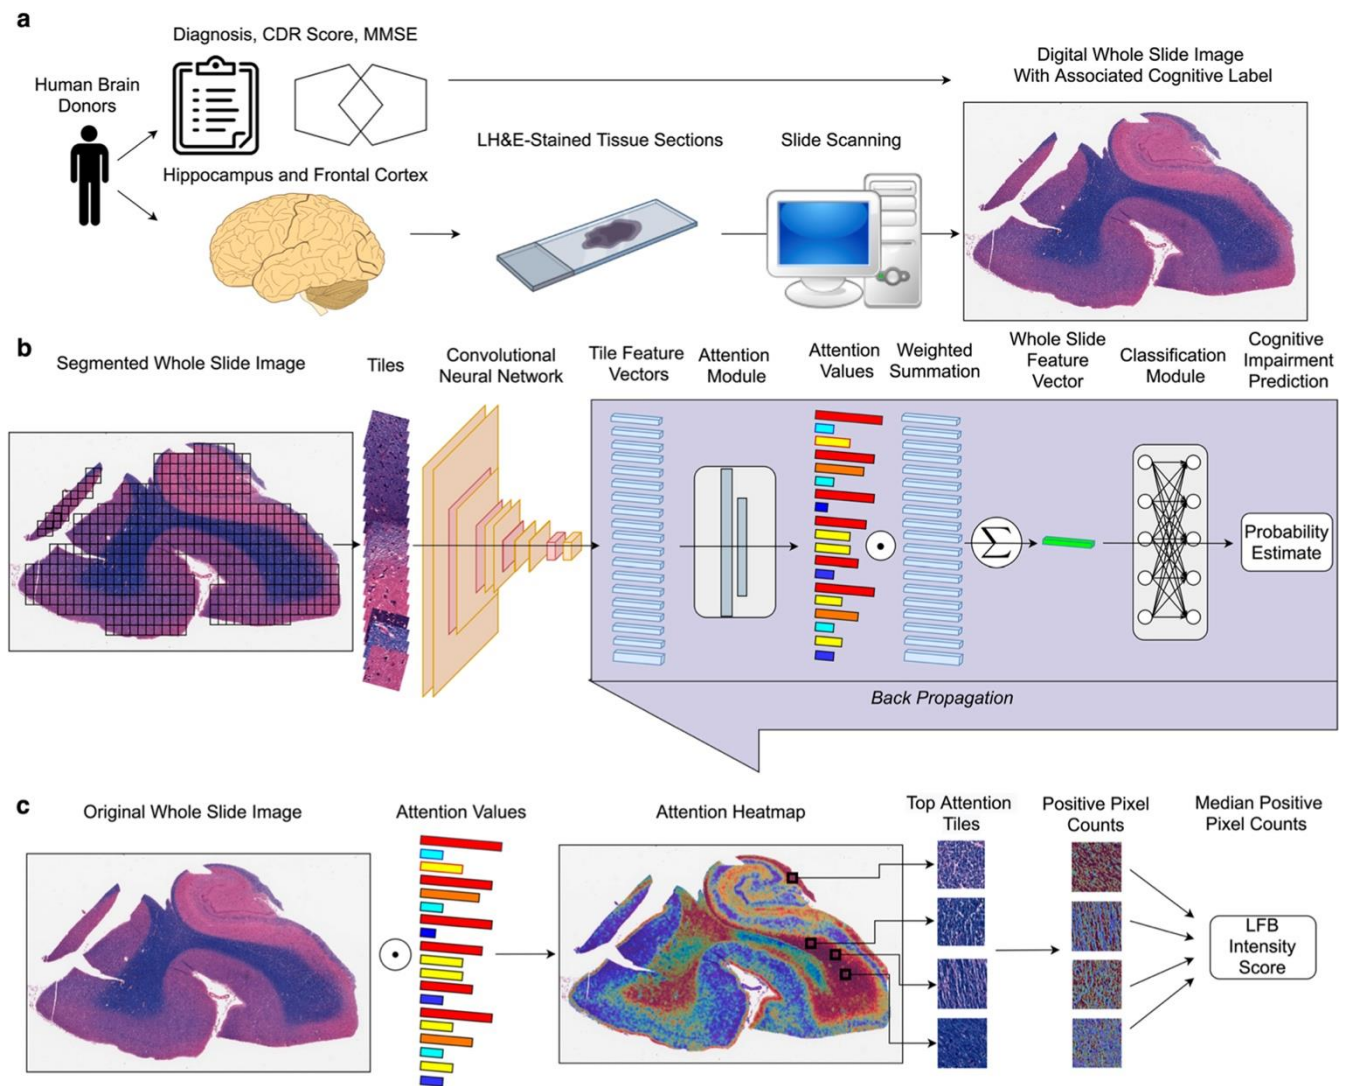 a
Diagnosis, CDR Score, MMSE
Human Brain
Donors
Hippocampus and Frontal Cortex
LH&E-Stained Tissue Sections
Slide Scanning
Digital Whole Slide Image
With Associated Cognitive Label
b
Segmented Whole Slide Image
Tiles
Convolutional
Neural Network
Tile Feature
Vectors
Attention
Module
Attention
Values
Weighted
Summation
Whole Slide
Feature
Vector
Classification
Module
Cognitive
Impairment
Prediction
Σ
Probability
Estimate
Back Propagation
c
Original Whole Slide Image
Attention Values
Attention Heatmap
Top Attention
Tiles
Positive Pixel
Counts
Median Positive
Pixel Counts
LFB
Intensity
Score